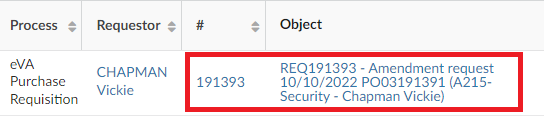 Process Requestor # Object
eVA Purchase Requisition
CHAPMAN Vickie
191393
REQ191393 - Amendment request
10/10/2022 PO03191391 (A215-
Security - Chapman Vickie)